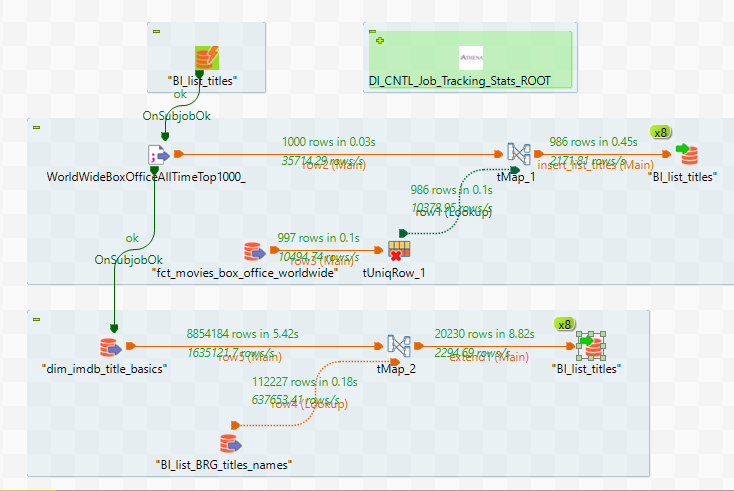 "BI_list_titles"
ATHENA
DI_CNTL_Job_Tracking_Stats_ROOT
ok
OnSubjobOk
x8
1000 rows in 0.03s
35714.29 rows/s
row2 (Main)
986 rows in 0.45s
2171.81 rows/s
insert_list_titles (Main)
WorldWideBoxOfficeAllTimeTop1000_
tMap_1
"BI_list_titles"
986 rows in 0.1s
10378.95 rows/s
row1 (Lookup)
ok
OnSubjobOk
997 rows in 0.1s
10494.74 rows/s
row3 (Main)
"fct_movies_box_office_worldwide"
tUniqRow_1
x8
8854184 rows in 5.42s
1635121.7 rows/s
row5 (Main)
20230 rows in 8.82s
2294.69 rows/s
extend1 (Main)
"dim_imdb_title_basics"
tMap_2
"BI_list_titles"
112227 rows in 0.18s
637653.41 rows/s
row4 (Lookup)
"BI_list_BRG_titles_names"